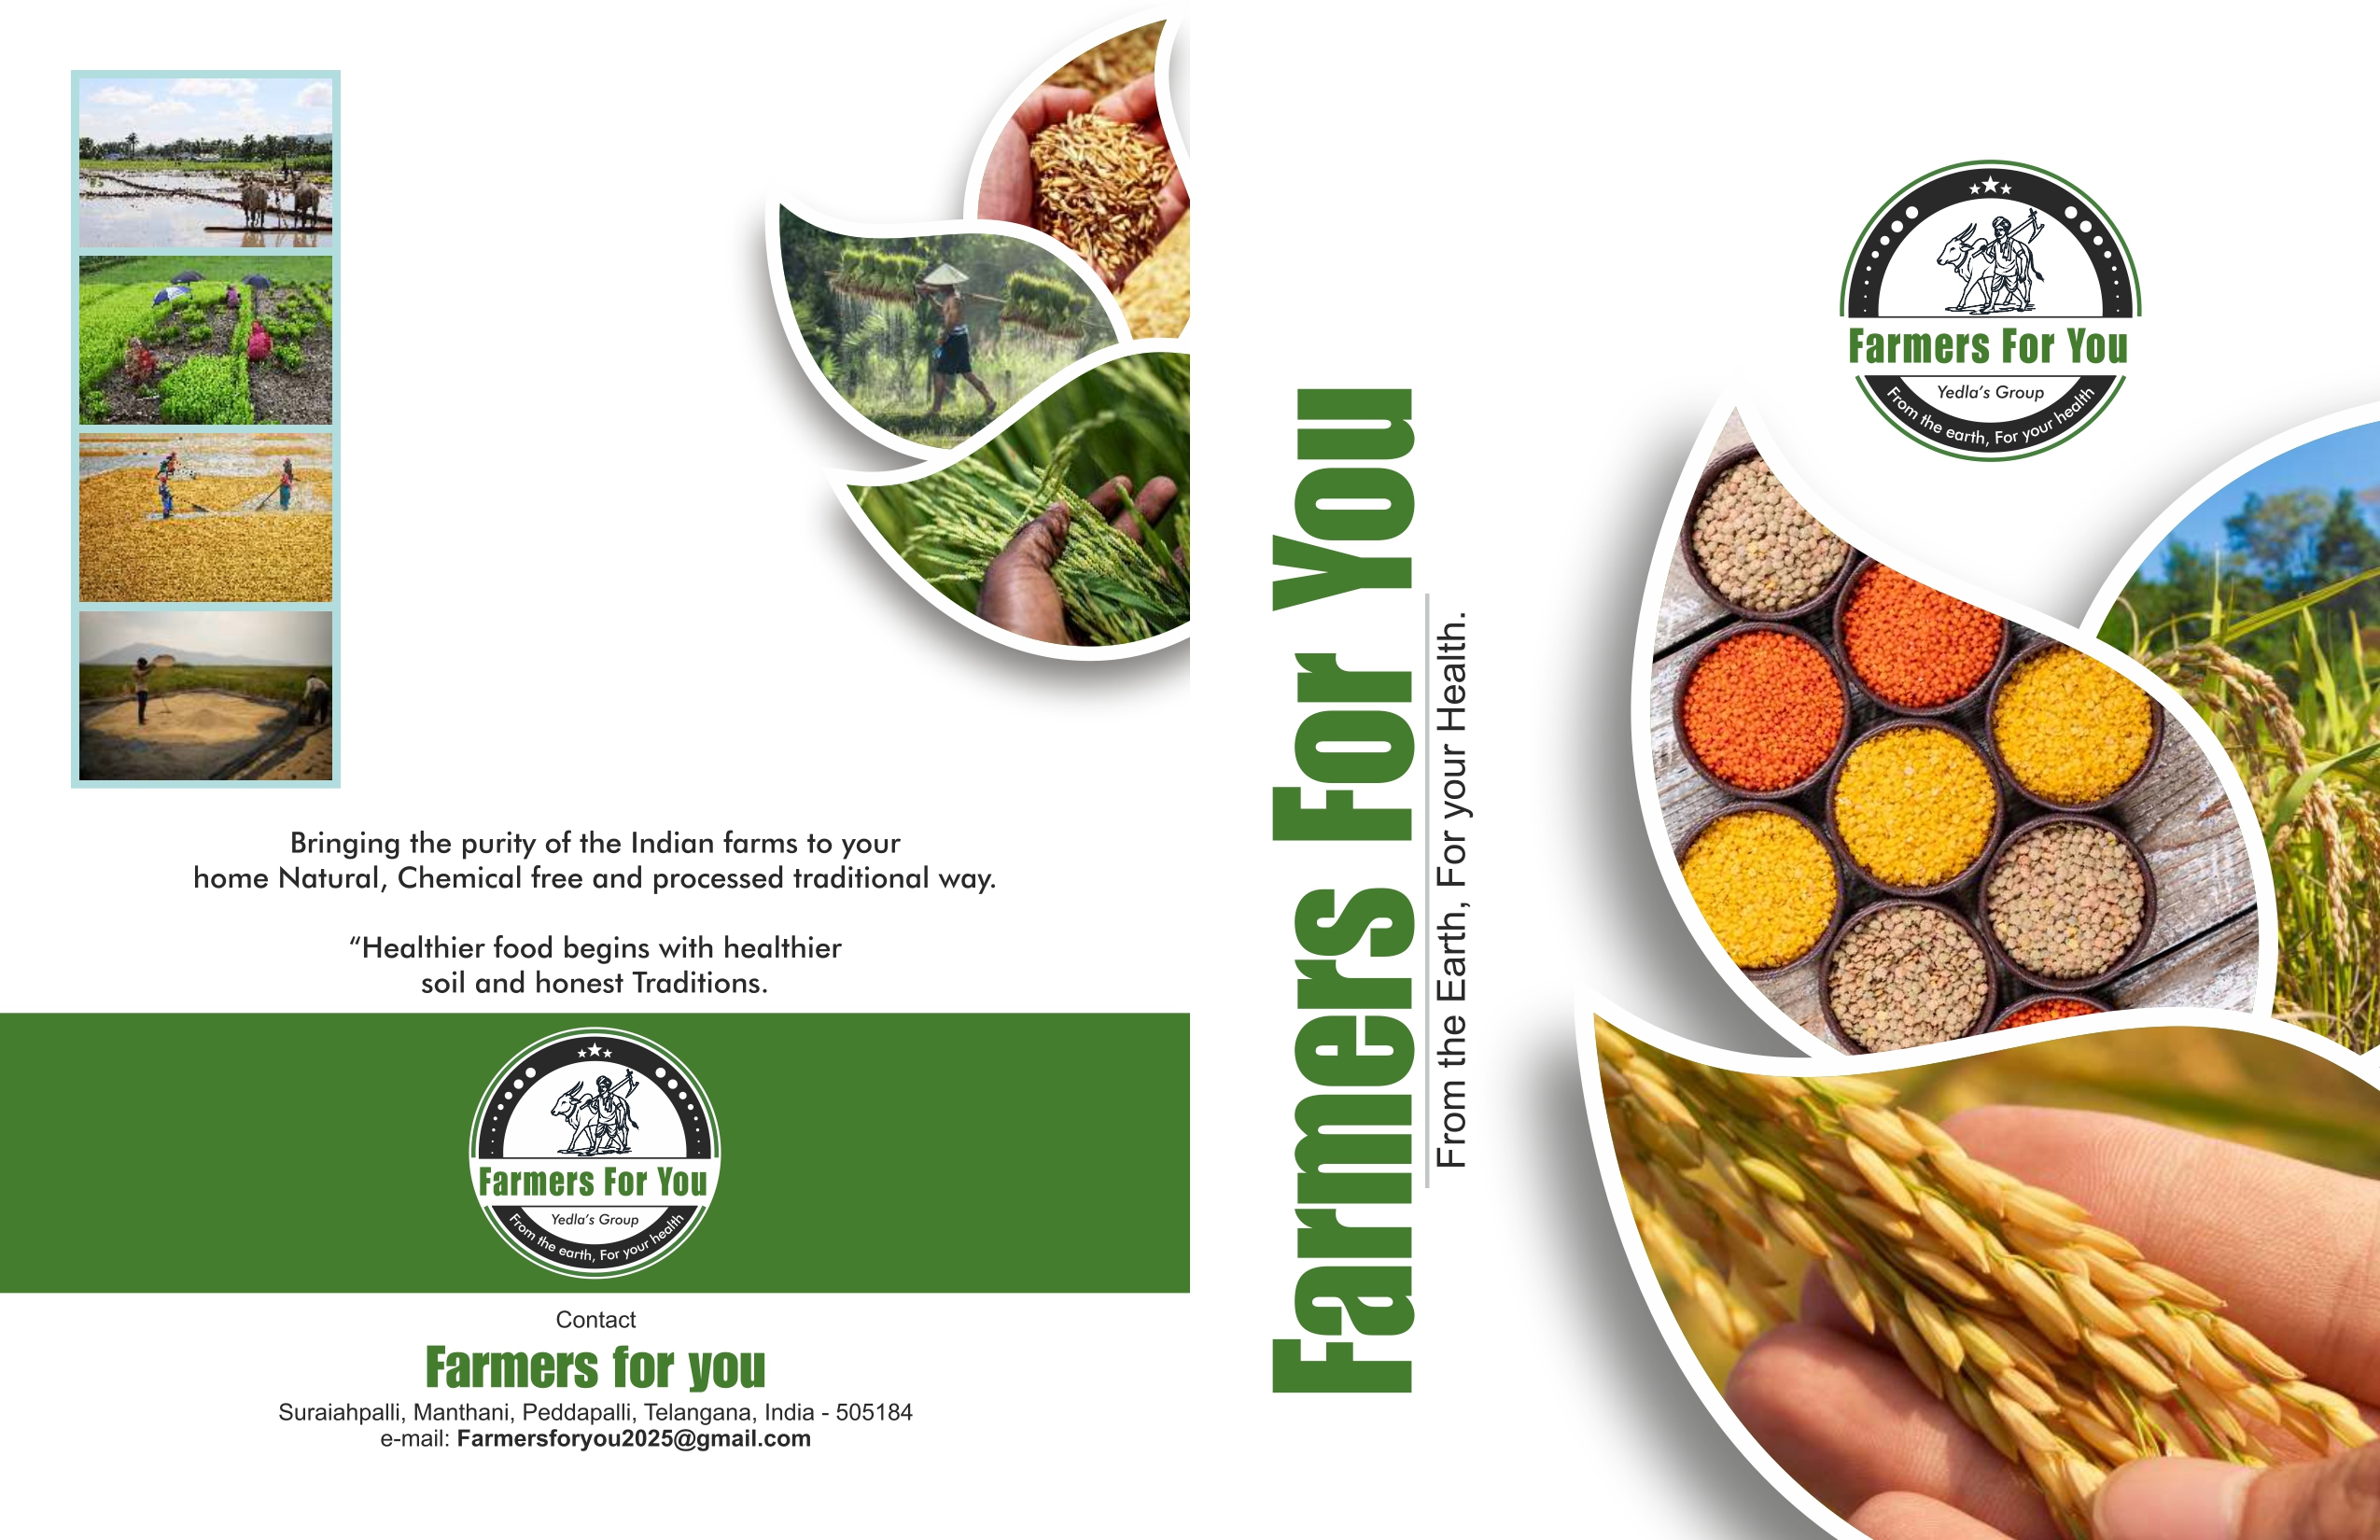 Bringing the purity of the Indian farms to your
home Natural, Chemical free and processed traditional way.
“Healthier food begins with healthier
soil and honest Traditions.
Farmers For You
Yedla's Group
From the earth, For your health
Contact
Farmers for you
Suraiahpalli, Manthani, Peddapalli, Telangana, India - 505184
e-mail: Farmersforyou2025@gmail.com
Farmers For You
From the Earth, For your Health.
Farmers For You
Yedla's Group
From the earth, For your health